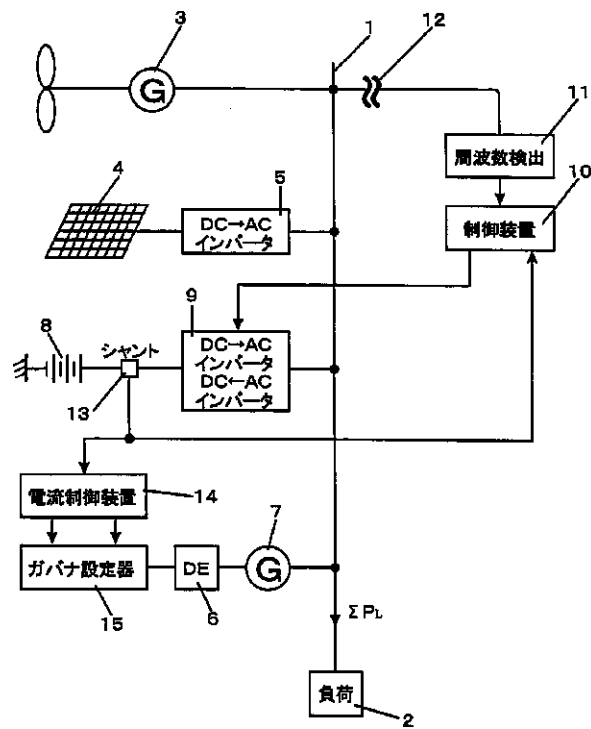 3
1
12
G
11
周波数検出
4
5
10
DC→AC
インバータ
制御装置
8
シャント
9
DC→AC
インバータ
DC←AC
インバータ
13
電流制御装置
14
7
ガバナ設定器
DE
G
15
6
ΣPL
負荷
2